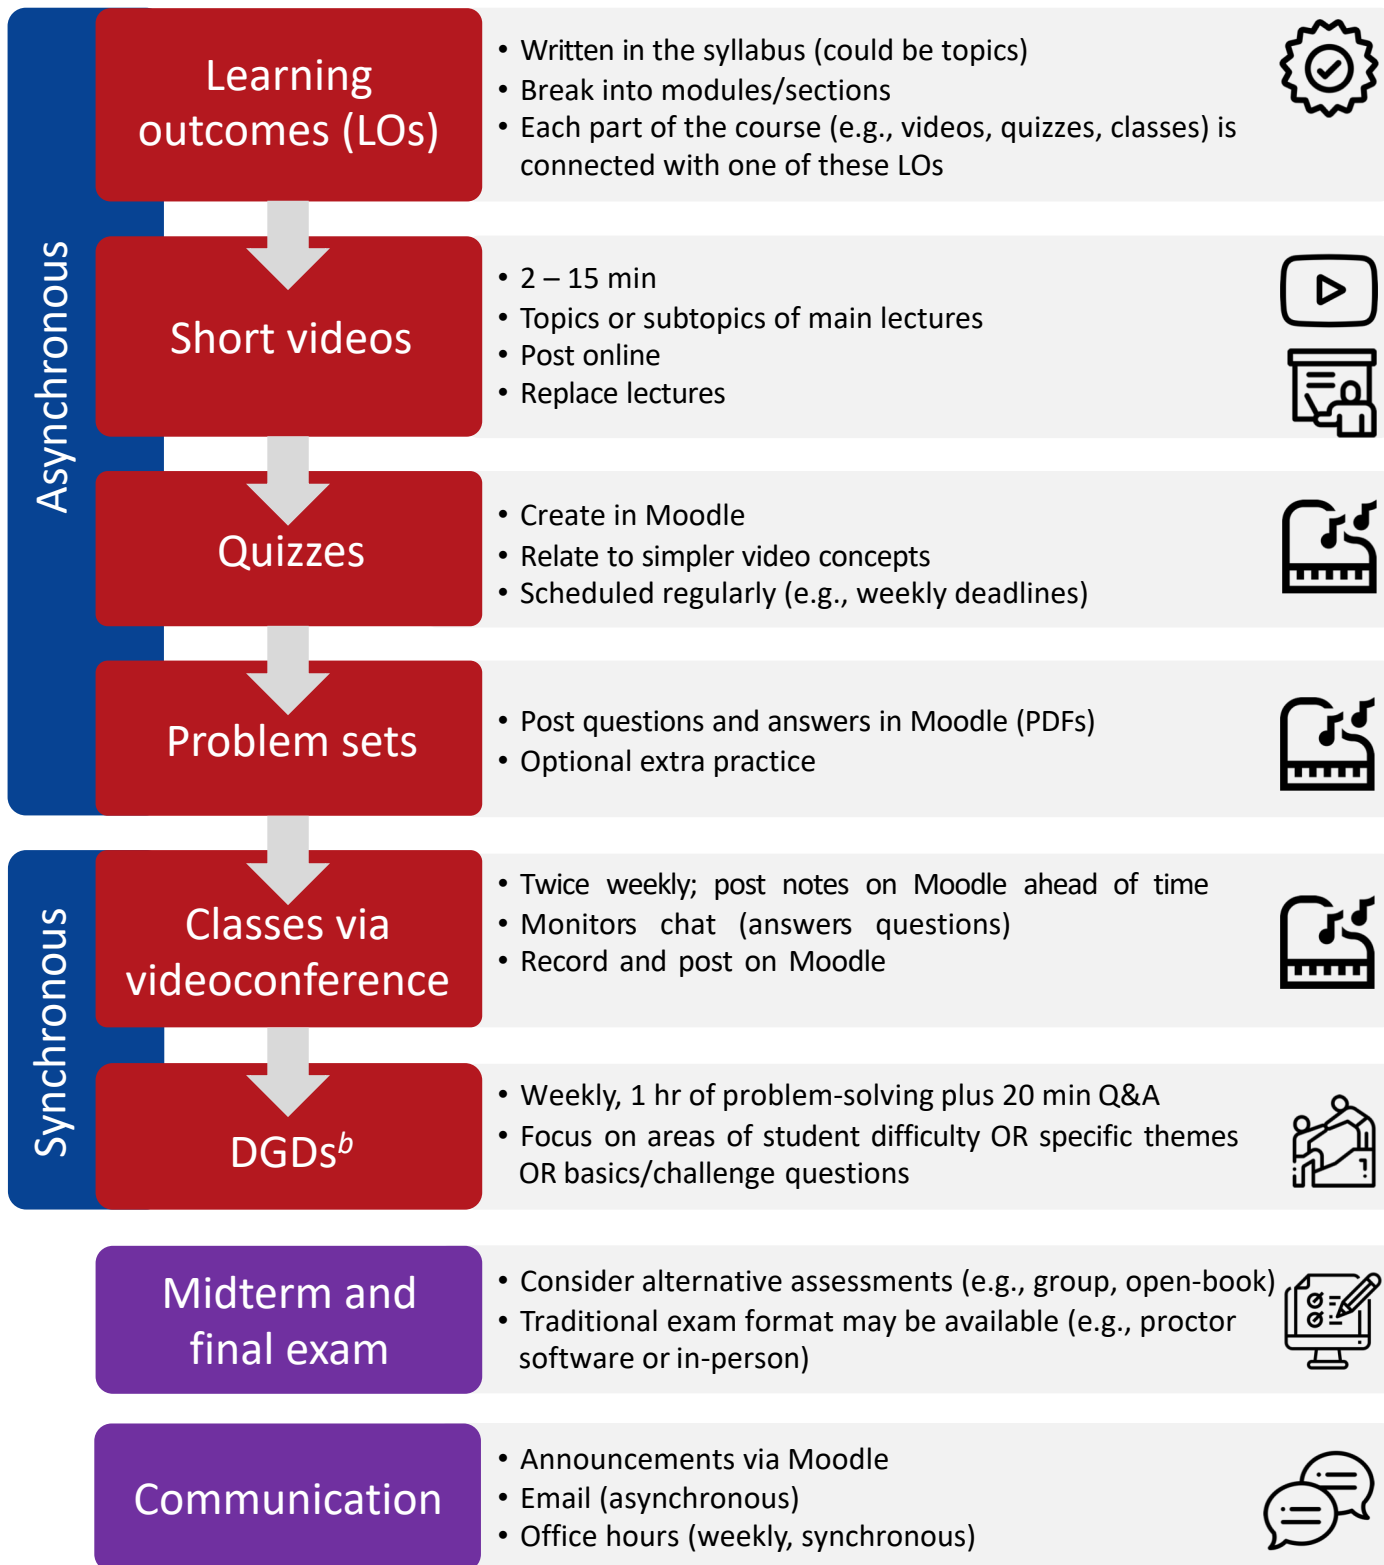 Asynchronous
Learning
outcomes (LOs)
• Written in the syllabus (could be topics)
• Break into modules/sections
• Each part of the course (e.g., videos, quizzes, classes) is
connected with one of these LOs
Short videos
• 2 – 15 min
• Topics or subtopics of main lectures
• Post online
• Replace lectures
Quizzes
• Create in Moodle
• Relate to simpler video concepts
• Scheduled regularly (e.g., weekly deadlines)
Problem sets
• Post questions and answers in Moodle (PDFs)
• Optional extra practice
Synchronous
Classes via
videoconference
• Twice weekly; post notes on Moodle ahead of time
• Monitors chat (answers questions)
• Record and post on Moodle
DGDsᵇ
• Weekly, 1 hr of problem-solving plus 20 min Q&A
• Focus on areas of student difficulty OR specific themes
OR basics/challenge questions
Midterm and
final exam
• Consider alternative assessments (e.g., group, open-book)
• Traditional exam format may be available (e.g., proctor
software or in-person)
Communication
• Announcements via Moodle
• Email (asynchronous)
• Office hours (weekly, synchronous)